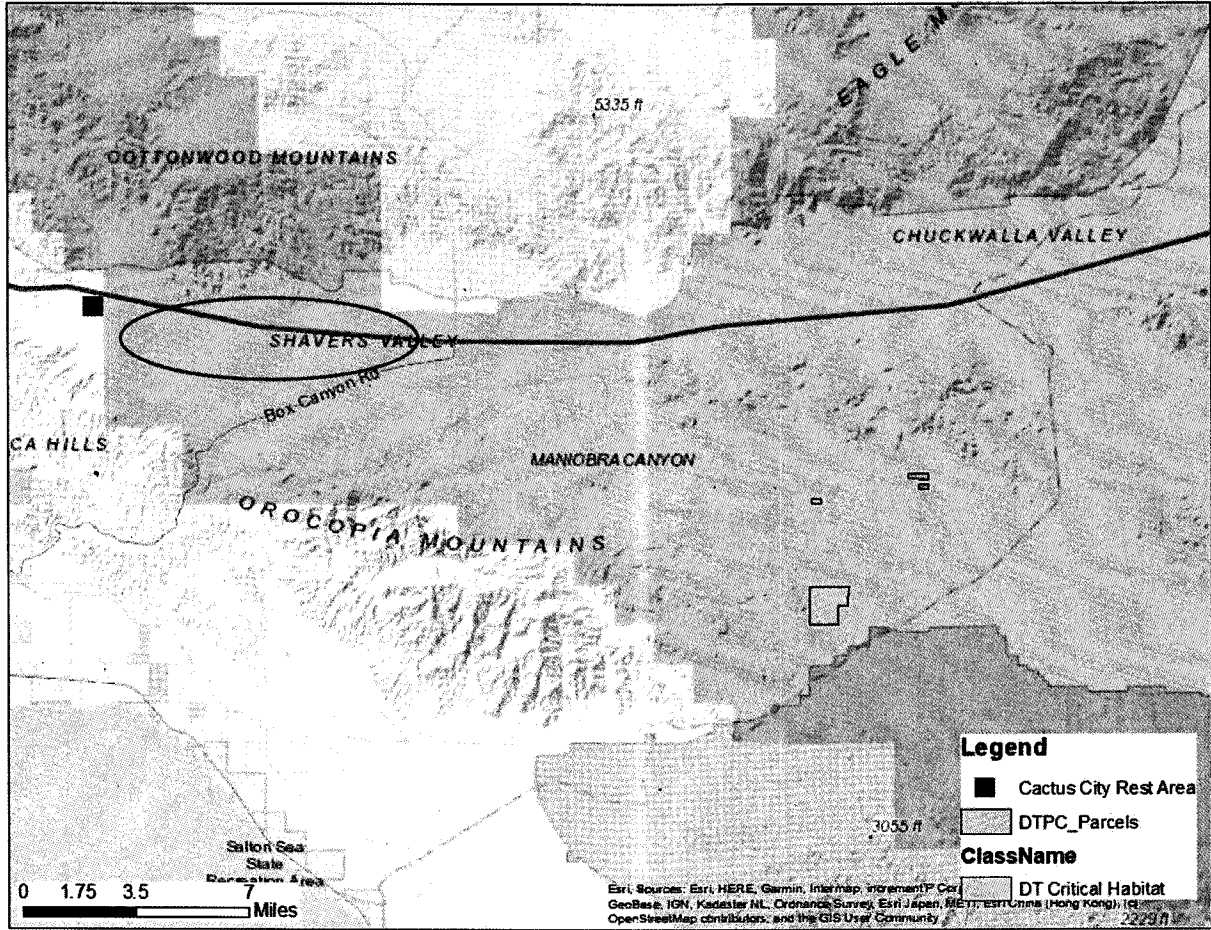 EAGLE M
5335 ft
COTTONWOOD MOUNTAINS
CHUCKWALLA VALLEY
SHAVERS VALLEY
Box Canyon Rd
CA HILLS
MANIOBRA CANYON
OROCOPIA MOUNTAINS
Legend
Cactus City Rest Area
DTPC_Parcels
ClassName
DT Critical Habitat
3055 ft
Salton Sea
State
Recreation Area
0 1.75 3.5 7
Miles
Esri, Sources: Esri, HERE, Garmin, Intermap, increment P Cor
GeoBase, IGN, Kadaster NL, Ordnance Survey, Esri Japan, METI, Esri China (Hong Kong), (c)
OpenStreetMap contributors, and the GIS User Community
2229 ft